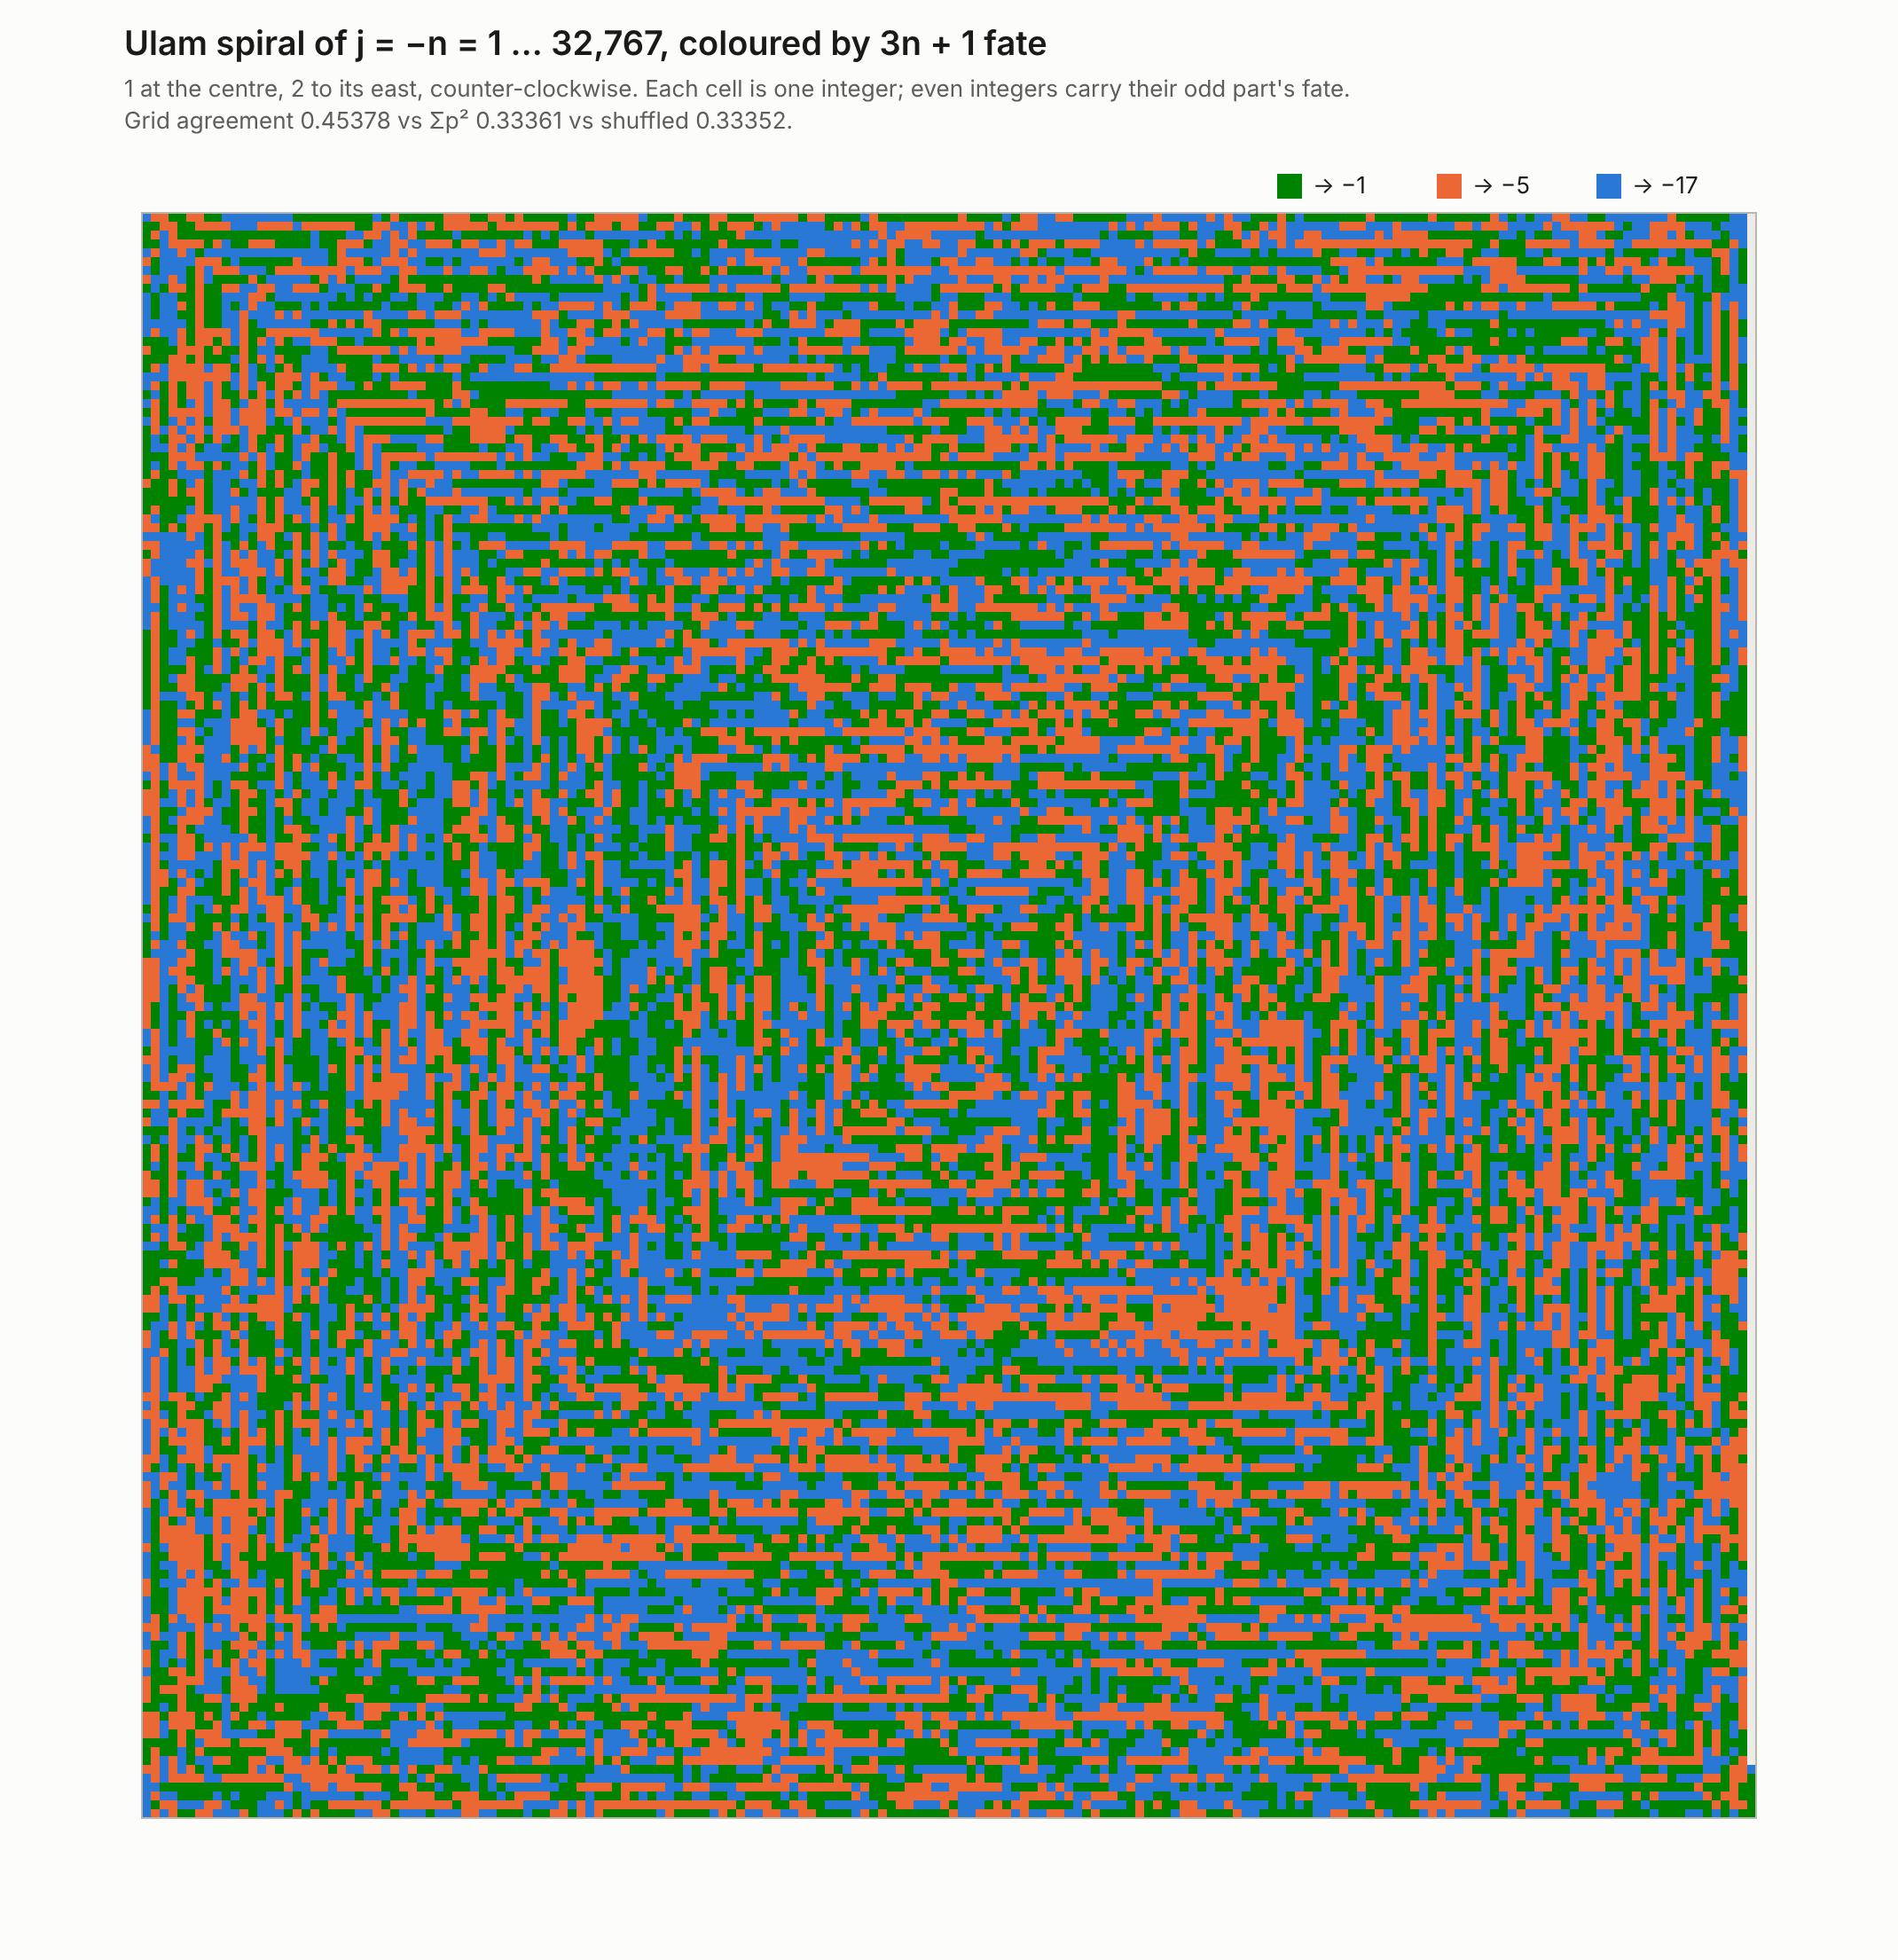 Ulam spiral of j = −n = 1 … 32,767, coloured by 3n + 1 fate
1 at the centre, 2 to its east, counter-clockwise. Each cell is one integer; even integers carry their odd part's fate.
Grid agreement 0.45378 vs Σp² 0.33361 vs shuffled 0.33352.
→ −1 → −5 → −17